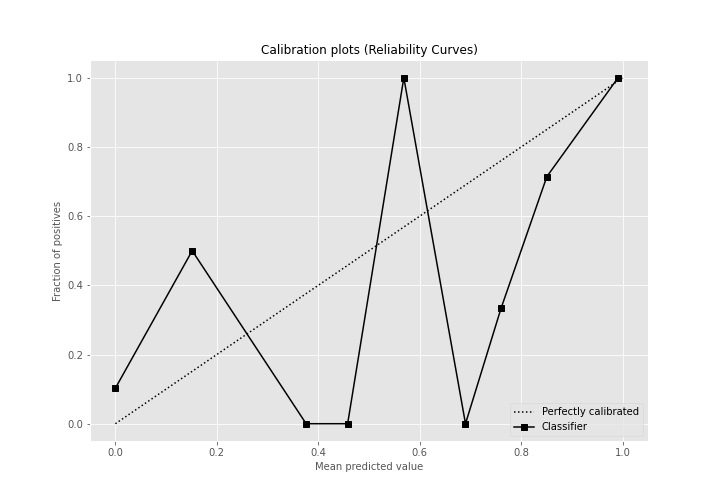 Calibration plots (Reliability Curves)
Fraction of positives
1.0
0.8
0.6
0.4
0.2
0.0
0.0 0.2 0.4 0.6 0.8 1.0
Mean predicted value
Perfectly calibrated
Classifier